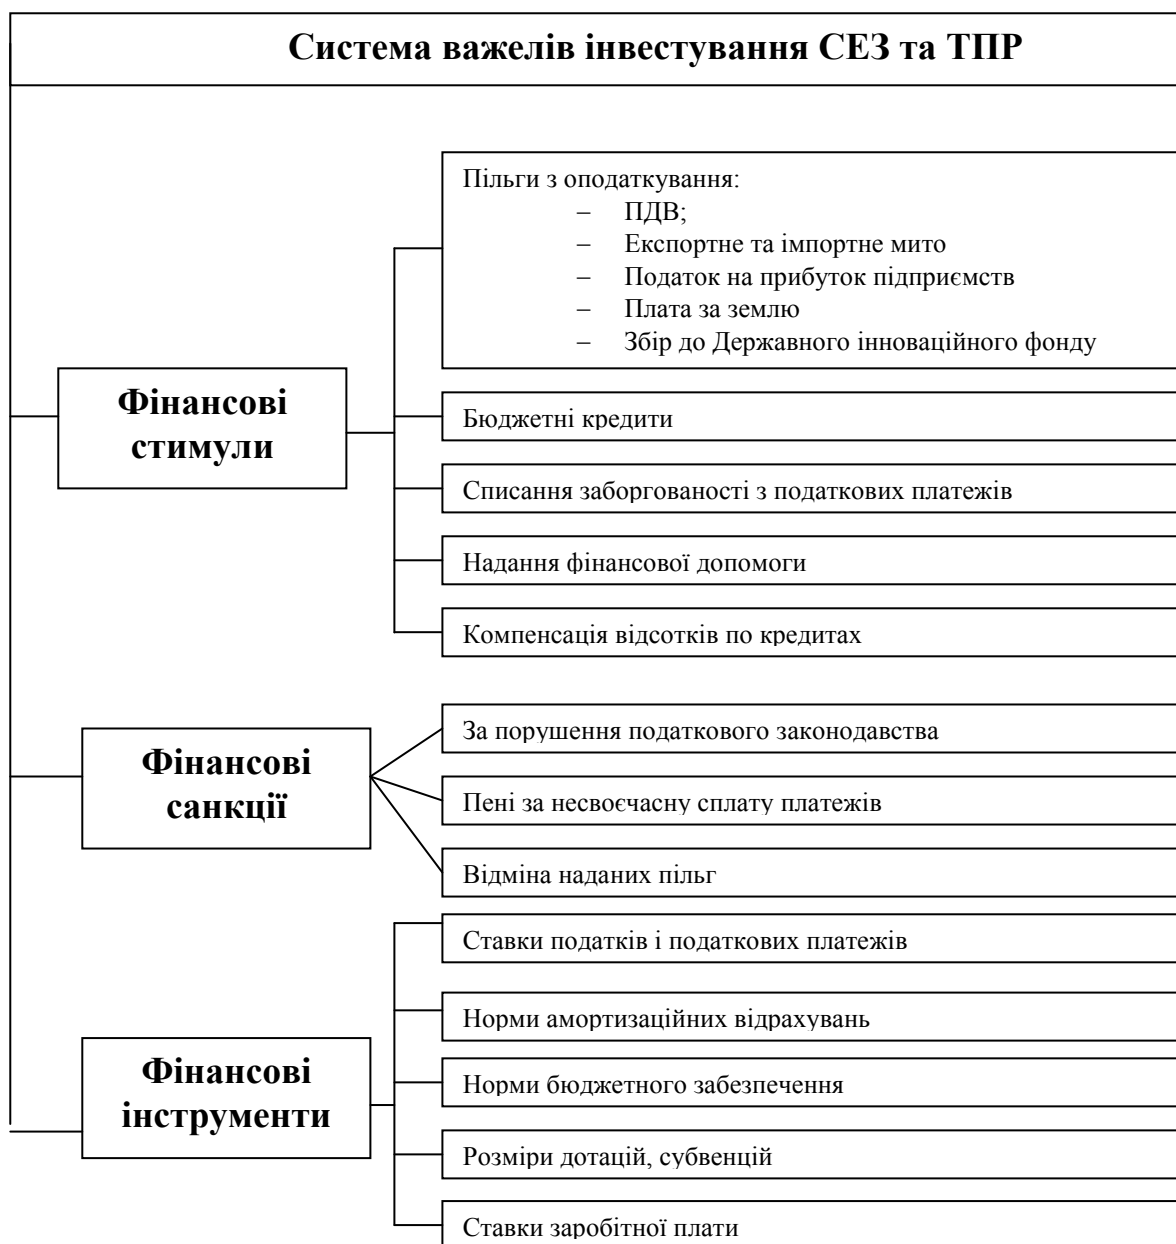 Система важелів інвестування СЕЗ та ТПР
Пільги з оподаткування:
– ПДВ;
– Експортне та імпортне мито
– Податок на прибуток підприємств
– Плата за землю
– Збір до Державного інноваційного фонду
Фінансові
стимули
Бюджетні кредити
Списання заборгованості з податкових платежів
Надання фінансової допомоги
Компенсація відсотків по кредитах
Фінансові
санкції
За порушення податкового законодавства
Пені за несвоєчасну сплату платежів
Відміна наданих пільг
Фінансові
інструменти
Ставки податків і податкових платежів
Норми амортизаційних відрахувань
Норми бюджетного забезпечення
Розміри дотацій, субвенцій
Ставки заробітної плати